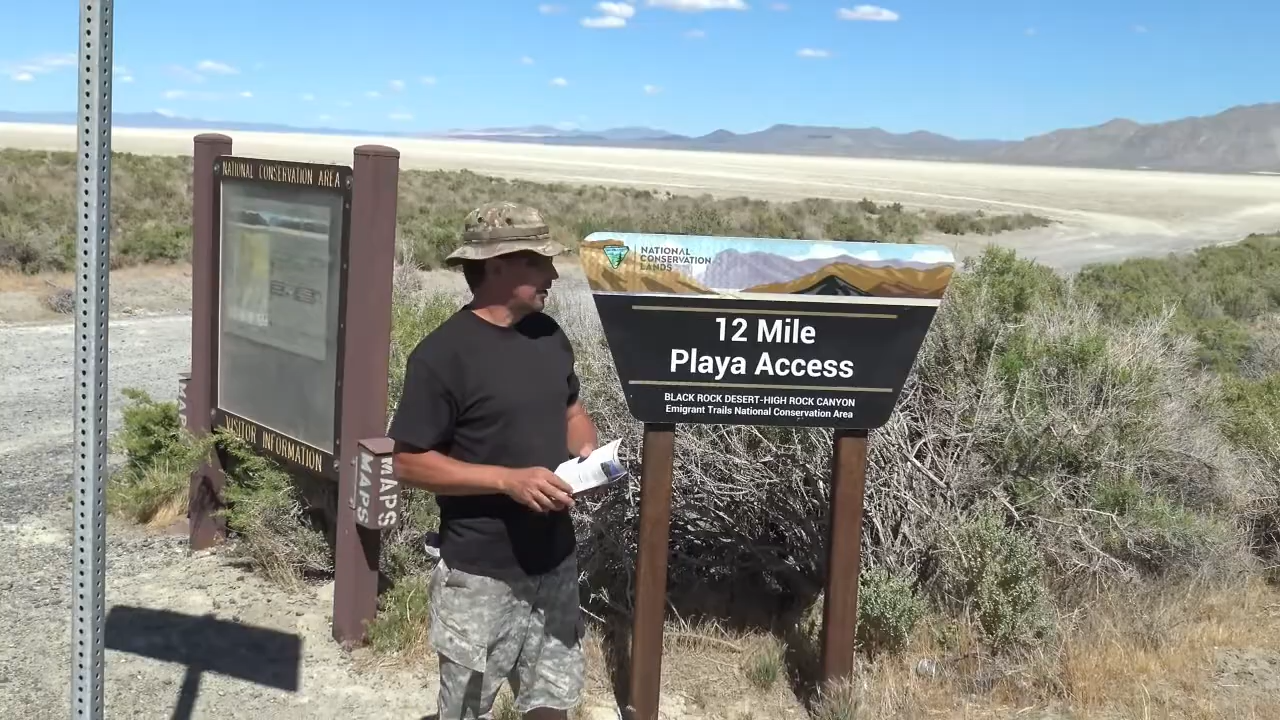 NATIONAL CONSERVATION AREA
VISITOR INFORMATION
MAPS
MAPS
NATIONAL
CONSERVATION
LANDS
12 Mile
Playa Access
BLACK ROCK DESERT-HIGH ROCK CANYON
Emigrant Trails National Conservation Area